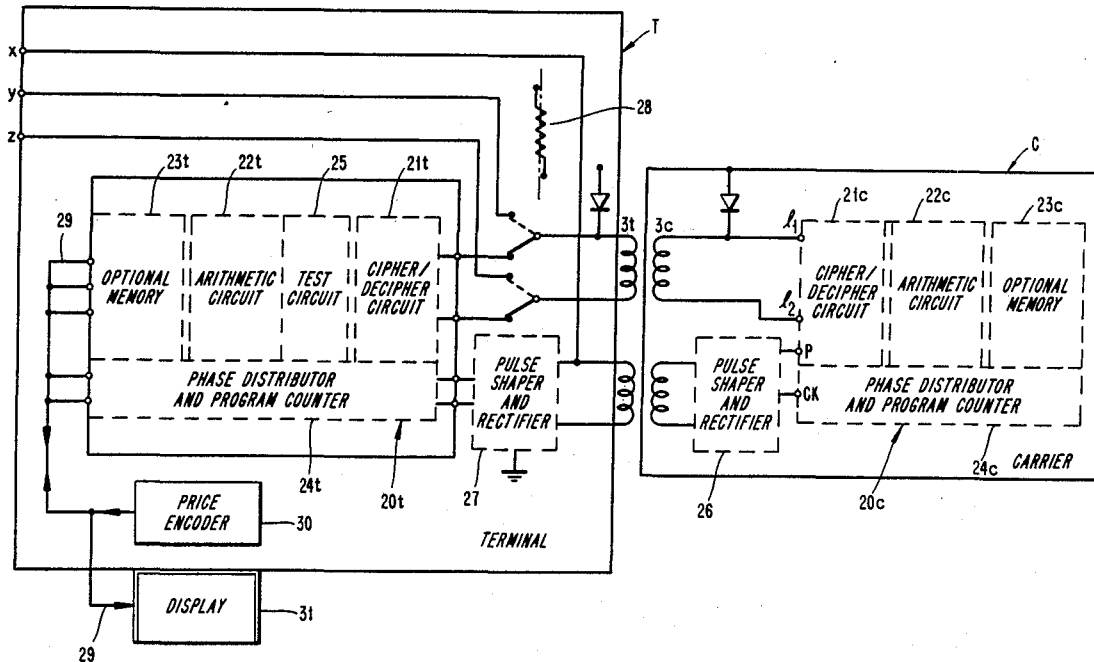 T
x
y
z
28
C
23t
22t
25
21t
29
3t
3c
21c
22c
23c
l1
l2
OPTIONAL
MEMORY
ARITHMETIC
CIRCUIT
TEST
CIRCUIT
CIPHER/
DECIPHER
CIRCUIT
CIPHER/
DECIPHER
CIRCUIT
ARITHMETIC
CIRCUIT
OPTIONAL
MEMORY
PHASE DISTRIBUTOR
AND PROGRAM COUNTER
PULSE
SHAPER
AND
RECTIFIER
PULSE
SHAPER
AND
RECTIFIER
P
CK
PHASE DISTRIBUTOR
AND PROGRAM COUNTER
24t
20t
27
26
20c
24c
CARRIER
PRICE
ENCODER
30
TERMINAL
DISPLAY
31
29